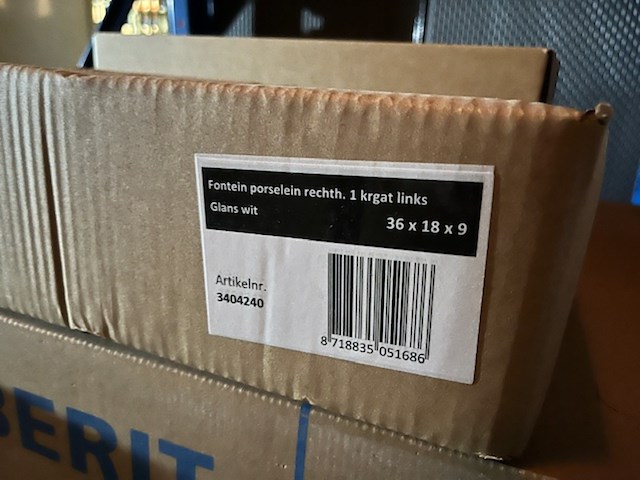 Fontein porselein rechth. 1 krgat links
Glans wit
36 x 18 x 9
Artikelnr.
3404240
8 718835 051686
BERIT